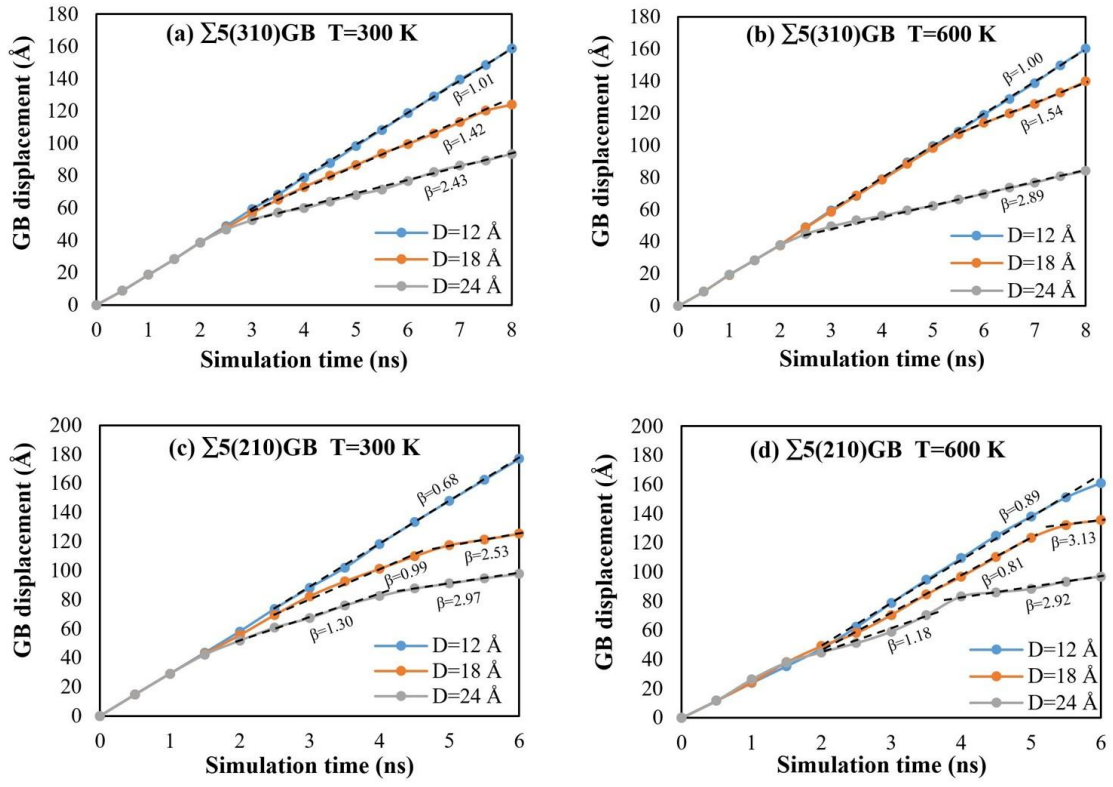 (a) ∑5(310)GB T=300 K
GB displacement (Å)
180
160
140
120
100
80
60
40
20
0
β=1.01
β=1.42
β=2.43
D=12 Å
D=18 Å
D=24 Å
0 1 2 3 4 5 6 7 8
Simulation time (ns)
(b) ∑5(310)GB T=600 K
GB displacement (Å)
180
160
140
120
100
80
60
40
20
0
β=1.00
β=1.54
β=2.89
D=12 Å
D=18 Å
D=24 Å
0 1 2 3 4 5 6 7 8
Simulation time (ns)
(c) ∑5(210)GB T=300 K
GB displacement (Å)
200
180
160
140
120
100
80
60
40
20
0
β=0.68
β=2.53
β=0.99
β=2.97
β=1.30
D=12 Å
D=18 Å
D=24 Å
0 1 2 3 4 5 6
Simulation time (ns)
(d) ∑5(210)GB T=600 K
GB displacement (Å)
200
180
160
140
120
100
80
60
40
20
0
β=0.89
β=3.13
β=0.81
β=2.92
β=1.18
D=12 Å
D=18 Å
D=24 Å
0 1 2 3 4 5 6
Simulation time (ns)